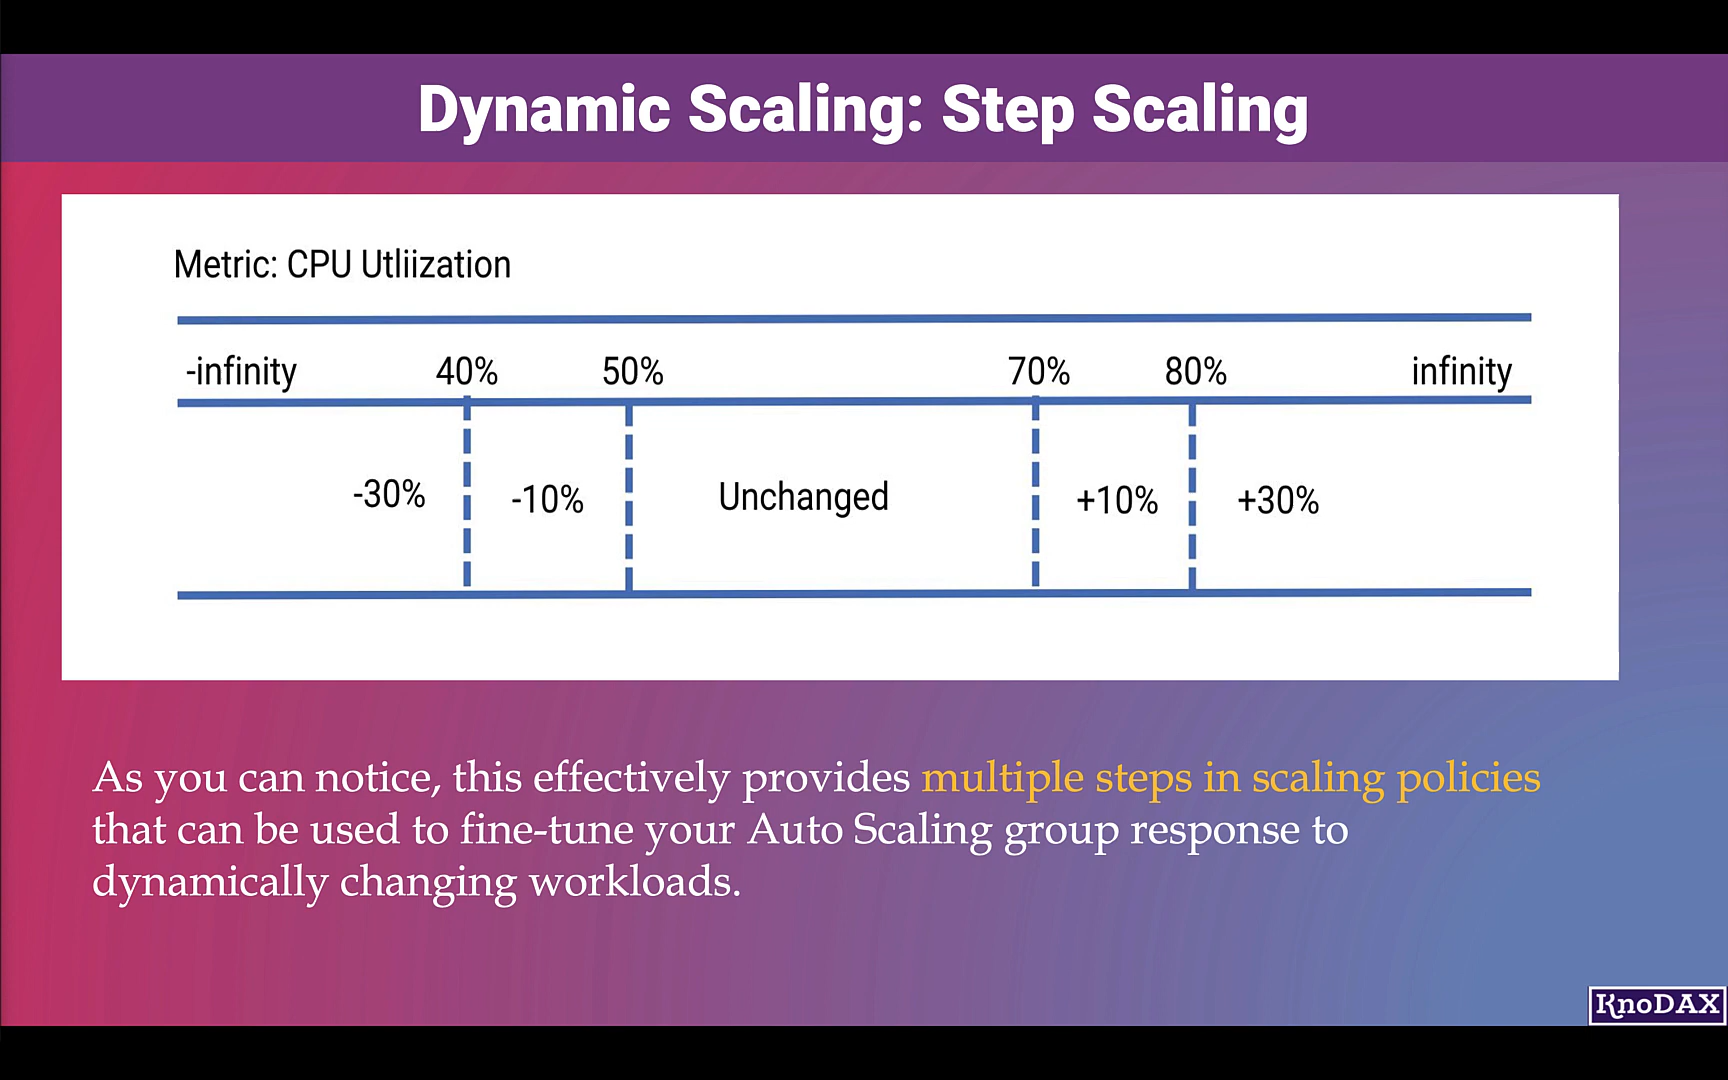 Dynamic Scaling: Step Scaling
Metric: CPU Utliization
-infinity 40% 50% 70% 80% infinity
-30% -10% Unchanged +10% +30%
As you can notice, this effectively provides multiple steps in scaling policies
that can be used to fine-tune your Auto Scaling group response to
dynamically changing workloads.
KnoDAX